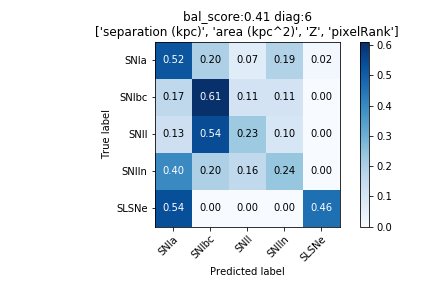 bal_score:0.41 diag:6
['separation (kpc)', 'area (kpc^2)', 'Z', 'pixelRank']
SNIa 0.52 0.20 0.07 0.19 0.02
SNIbc 0.17 0.61 0.11 0.11 0.00
SNII 0.13 0.54 0.23 0.10 0.00
SNIIn 0.40 0.20 0.16 0.24 0.00
SLSNe 0.54 0.00 0.00 0.00 0.46
True label
SNIa SNIbc SNII SNIIn SLSNe
Predicted label
0.6
0.5
0.4
0.3
0.2
0.1
0.0